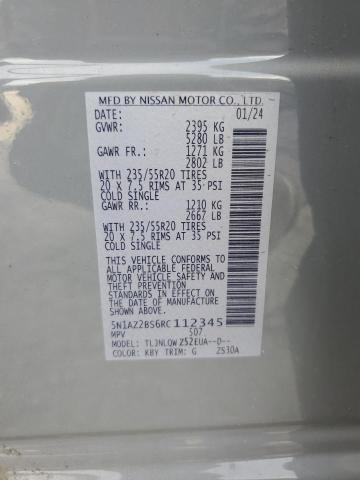 MFD BY NISSAN MOTOR CO., LTD.
DATE: 01/24
GVWR: 2395 KG
5280 LB
GAWR FR.: 1271 KG
2802 LB
WITH 235/55R20 TIRES
20 X 7.5 RIMS AT 35 PSI
COLD SINGLE
GAWR RR.: 1210 KG
2667 LB
WITH 235/55R20 TIRES
20 X 7.5 RIMS AT 35 PSI
COLD SINGLE
THIS VEHICLE CONFORMS TO
ALL APPLICABLE FEDERAL
MOTOR VEHICLE SAFETY AND
THEFT PREVENTION
STANDARDS IN EFFECT ON
THE DATE OF MANUFACTURE
SHOWN ABOVE.
5N1AZ2BS6RC112345
MPV 507
MODEL: TLJNLQW Z52EUA--D--
COLOR: KBY TRIM: G ZS30A